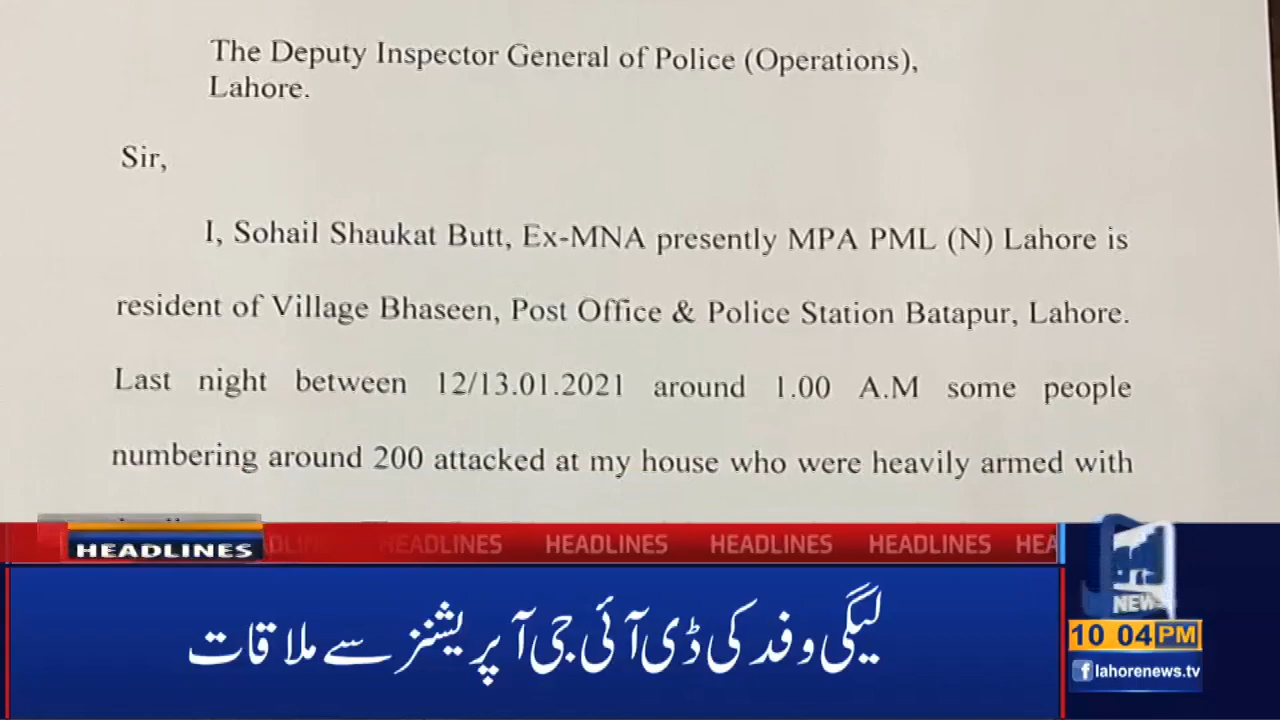 The Deputy Inspector General of Police (Operations),
Lahore.
Sir,
I, Sohail Shaukat Butt, Ex-MNA presently MPA PML (N) Lahore is
resident of Village Bhaseen, Post Office & Police Station Batapur, Lahore.
Last night between 12/13.01.2021 around 1.00 A.M some people
numbering around 200 attacked at my house who were heavily armed with
HEADLINES HEADLINES HEADLINES HEADLINES HEADLINES
لیگی وفد کی ڈی آئی جی آپریشنز سے ملاقات
NEWS
10 04 PM
lahorenews.tv